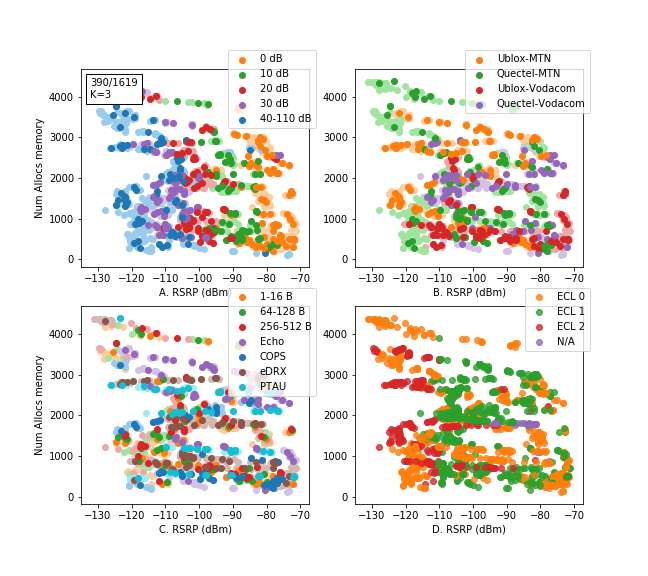 390/1619
K=3
0 dB
10 dB
20 dB
30 dB
40-110 dB
Num Allocs memory
4000
3000
2000
1000
0
−130 −120 −110 −100 −90 −80 −70
A. RSRP (dBm)
Ublox-MTN
Quectel-MTN
Ublox-Vodacom
Quectel-Vodacom
4000
3000
2000
1000
0
−130 −120 −110 −100 −90 −80 −70
B. RSRP (dBm)
1-16 B
64-128 B
256-512 B
Echo
COPS
eDRX
PTAU
Num Allocs memory
4000
3000
2000
1000
0
−130 −120 −110 −100 −90 −80 −70
C. RSRP (dBm)
ECL 0
ECL 1
ECL 2
N/A
4000
3000
2000
1000
0
−130 −120 −110 −100 −90 −80 −70
D. RSRP (dBm)